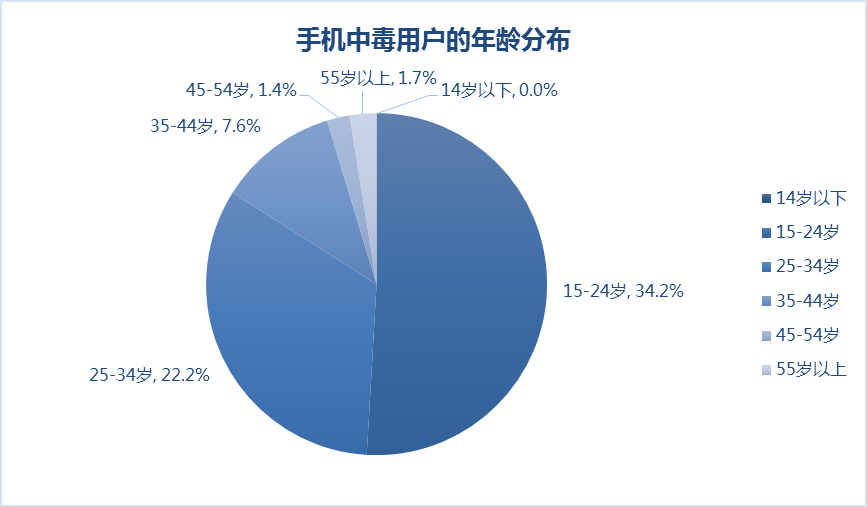 手机中毒用户的年龄分布
55岁以上, 1.7%
45-54岁, 1.4%
14岁以下, 0.0%
35-44岁, 7.6%
15-24岁, 34.2%
25-34岁, 22.2%
14岁以下
15-24岁
25-34岁
35-44岁
45-54岁
55岁以上